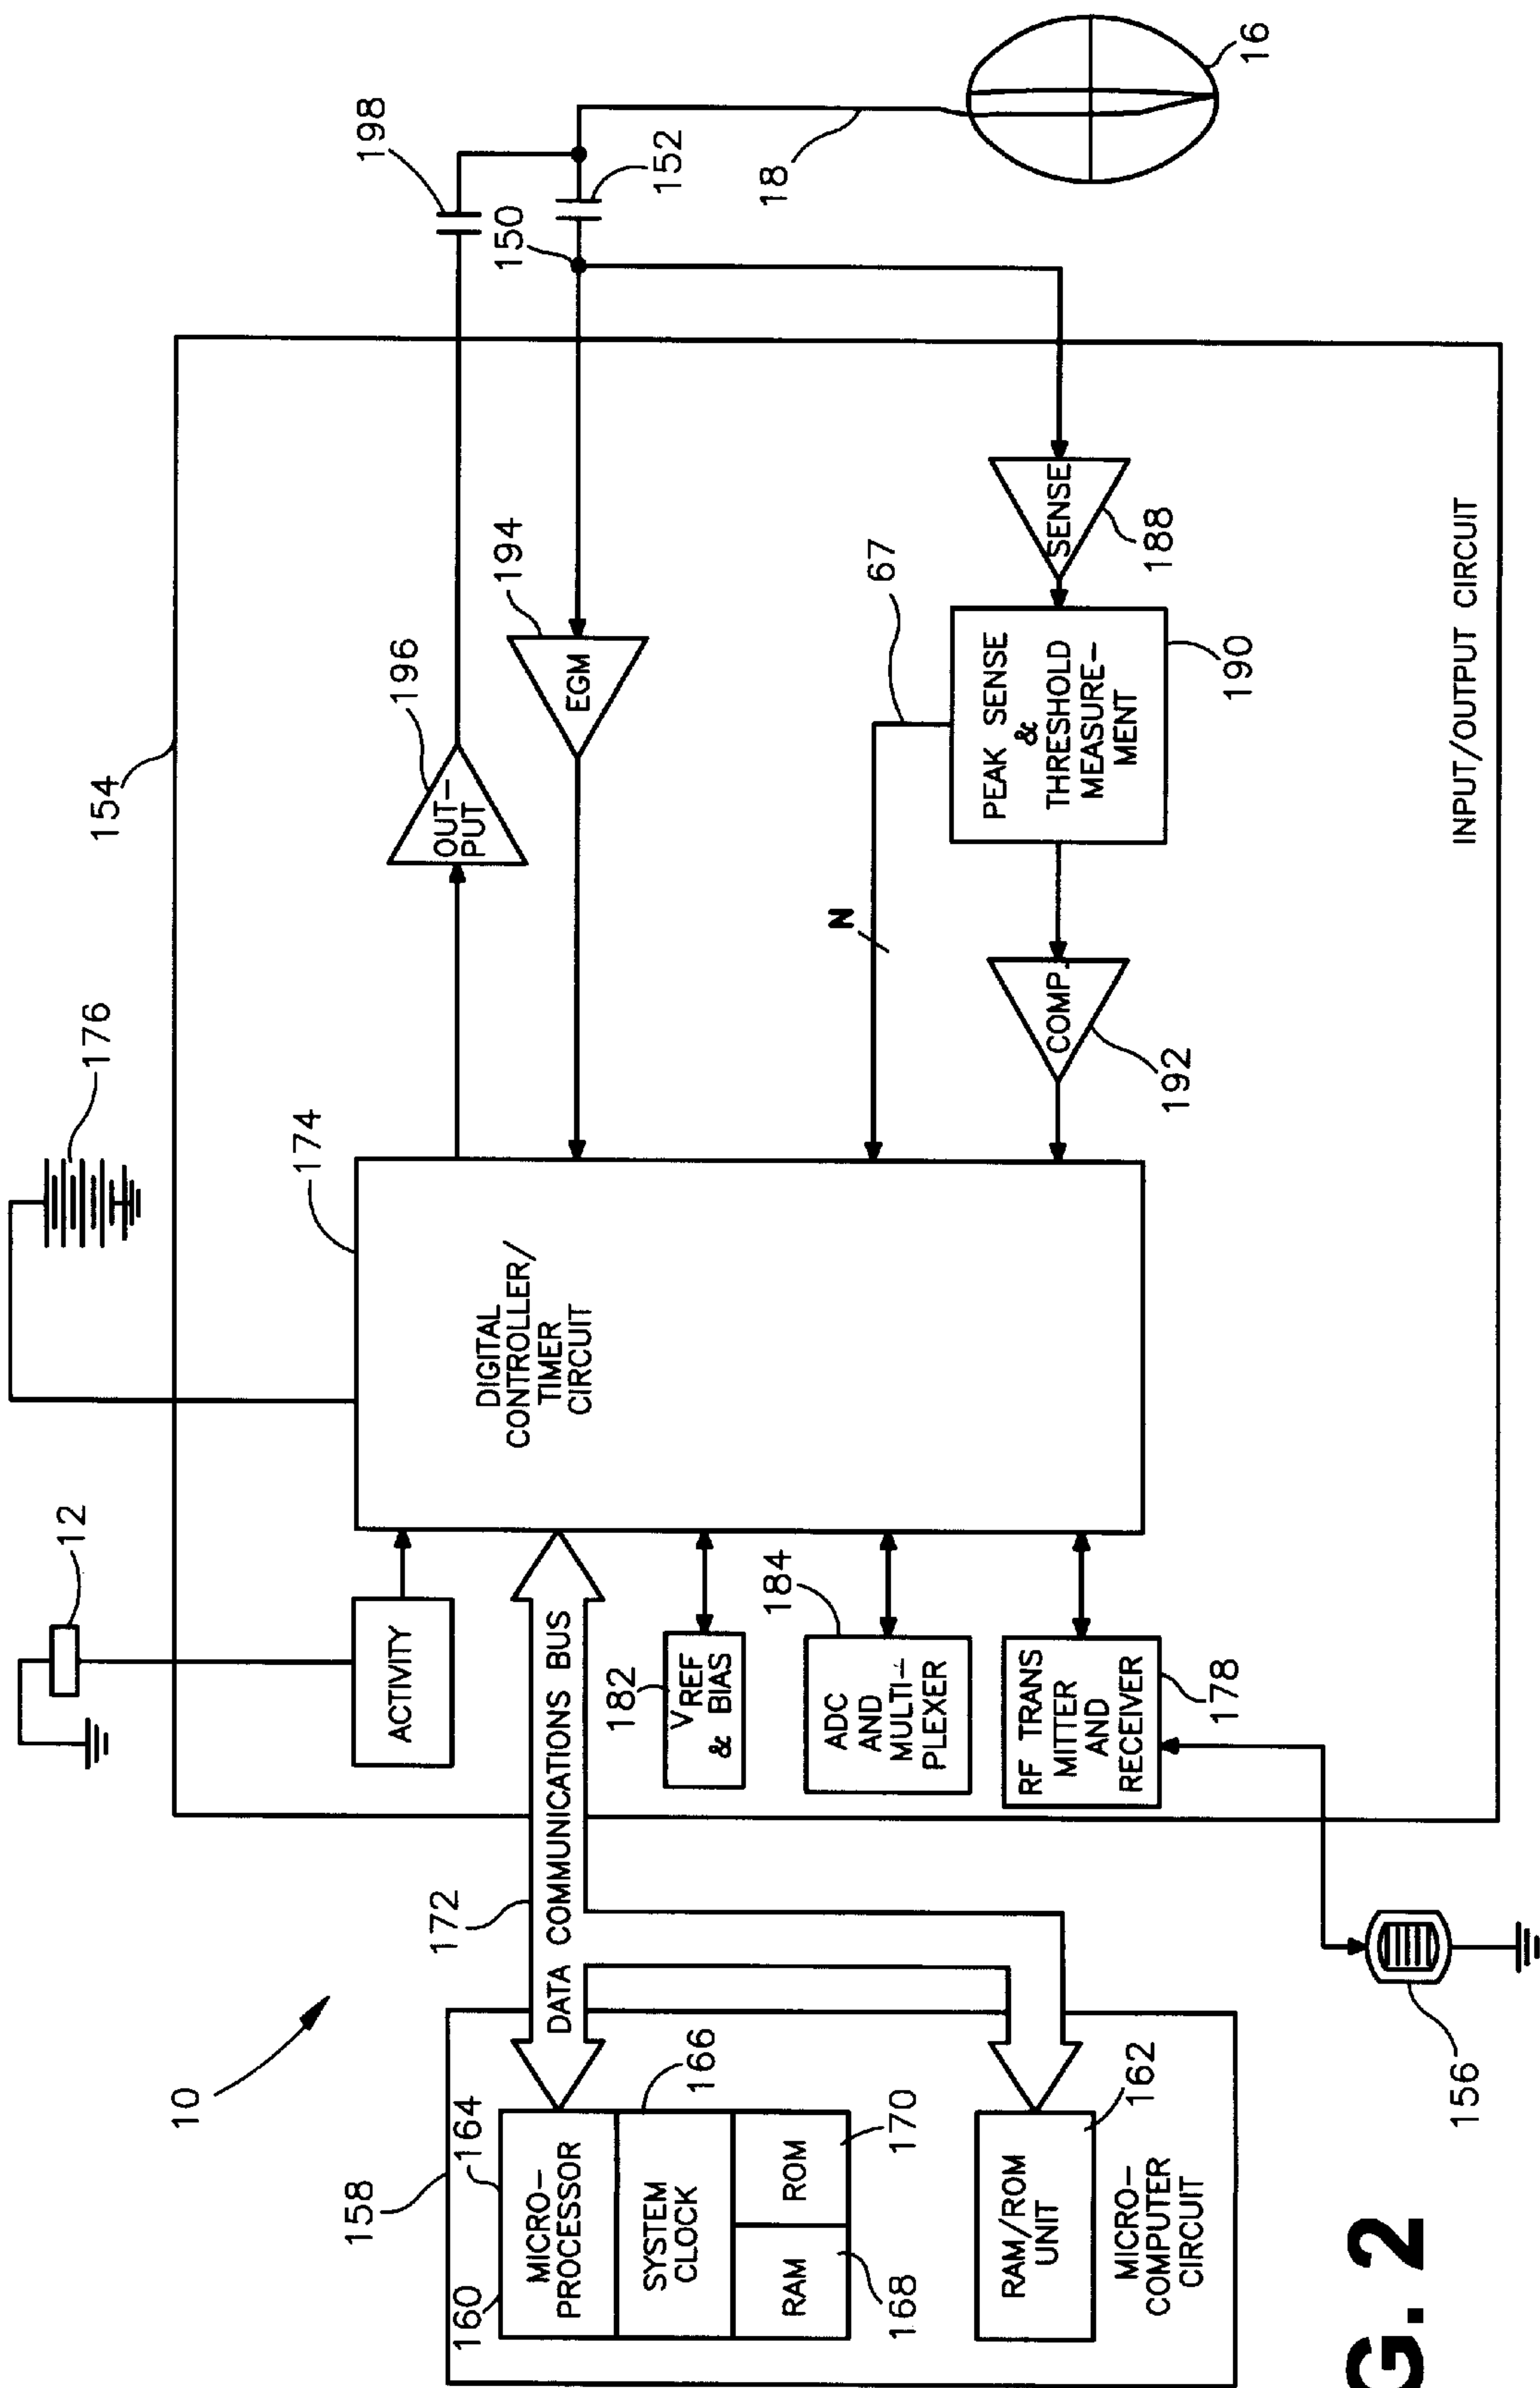 10
158
160
164
MICRO-
PROCESSOR
166
SYSTEM
CLOCK
RAM
ROM
168
170
RAM/ROM
UNIT
162
MICRO-
COMPUTER
CIRCUIT
172
DATA COMMUNICATIONS BUS
12
ACTIVITY
182
VREF
& BIAS
184
ADC
AND
MULTI-
PLEXER
RF TRANS
MITTER
AND
RECEIVER
178
156
176
174
DIGITAL
CONTROLLER/
TIMER
CIRCUIT
154
196
OUT-
PUT
194
EGM
N
67
COMP.
192
PEAK SENSE
&
THRESHOLD
MEASURE-
MENT
190
SENSE
188
INPUT/OUTPUT CIRCUIT
198
150
152
18
16
G. 2